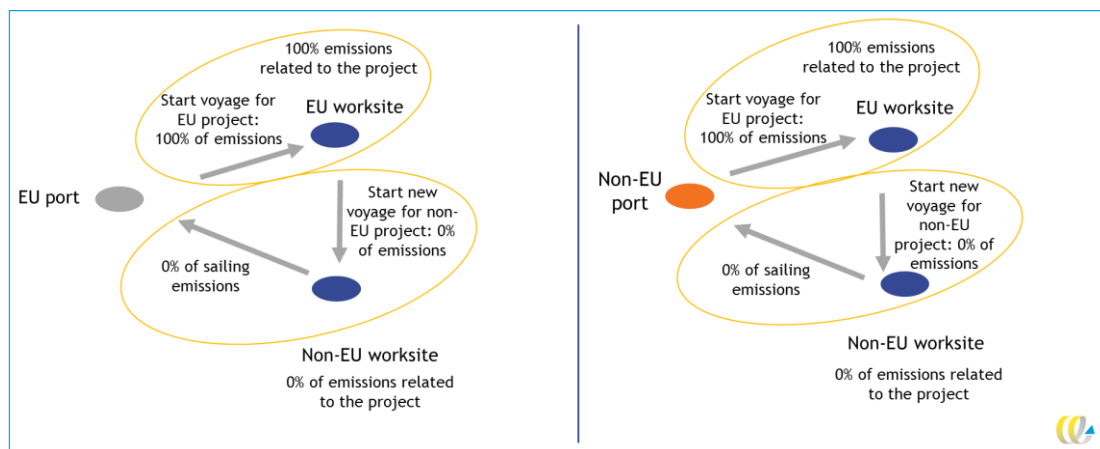 100% emissions
related to the project
Start voyage for
EU project:
100% of emissions
EU worksite
EU port
Start new
voyage for non-
EU project: 0%
of emissions
0% of sailing
emissions
Non-EU worksite
0% of emissions related
to the project
100% emissions
related to the project
Start voyage for
EU project:
100% of emissions
EU worksite
Non-EU
port
Start new
voyage for
non-EU
project: 0% of
emissions
0% of sailing
emissions
Non-EU worksite
0% of emissions related
to the project